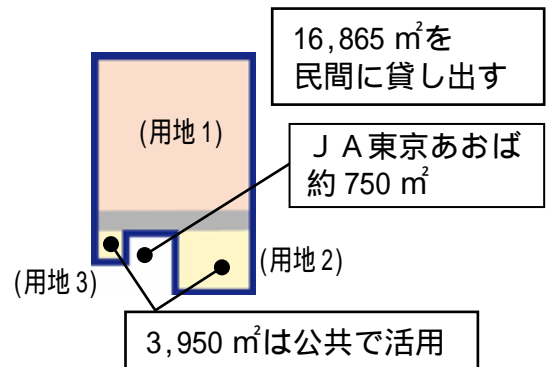 16,865 ㎡を
民間に貸し出す
(用地1)
ＪＡ東京あおば
約 750 ㎡
(用地2)
(用地3)
3,950 ㎡は公共で活用